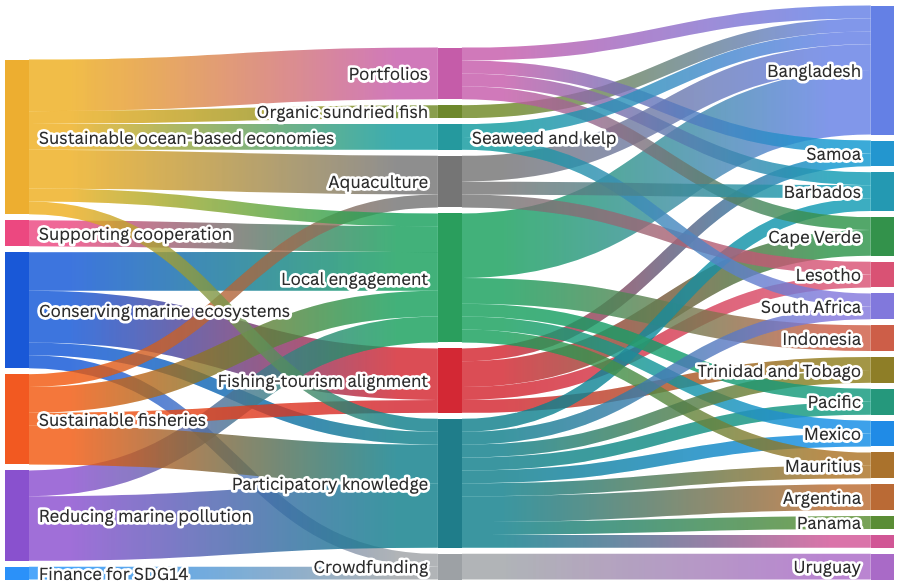 Sustainable ocean-based economies
Supporting cooperation
Conserving marine ecosystems
Sustainable fisheries
Reducing marine pollution
Finance for SDG14
Portfolios
Organic sundried fish
Seaweed and kelp
Aquaculture
Local engagement
Fishing-tourism alignment
Participatory knowledge
Crowdfunding
Bangladesh
Samoa
Barbados
Cape Verde
Lesotho
South Africa
Indonesia
Trinidad and Tobago
Pacific
Mexico
Mauritius
Argentina
Panama
Uruguay